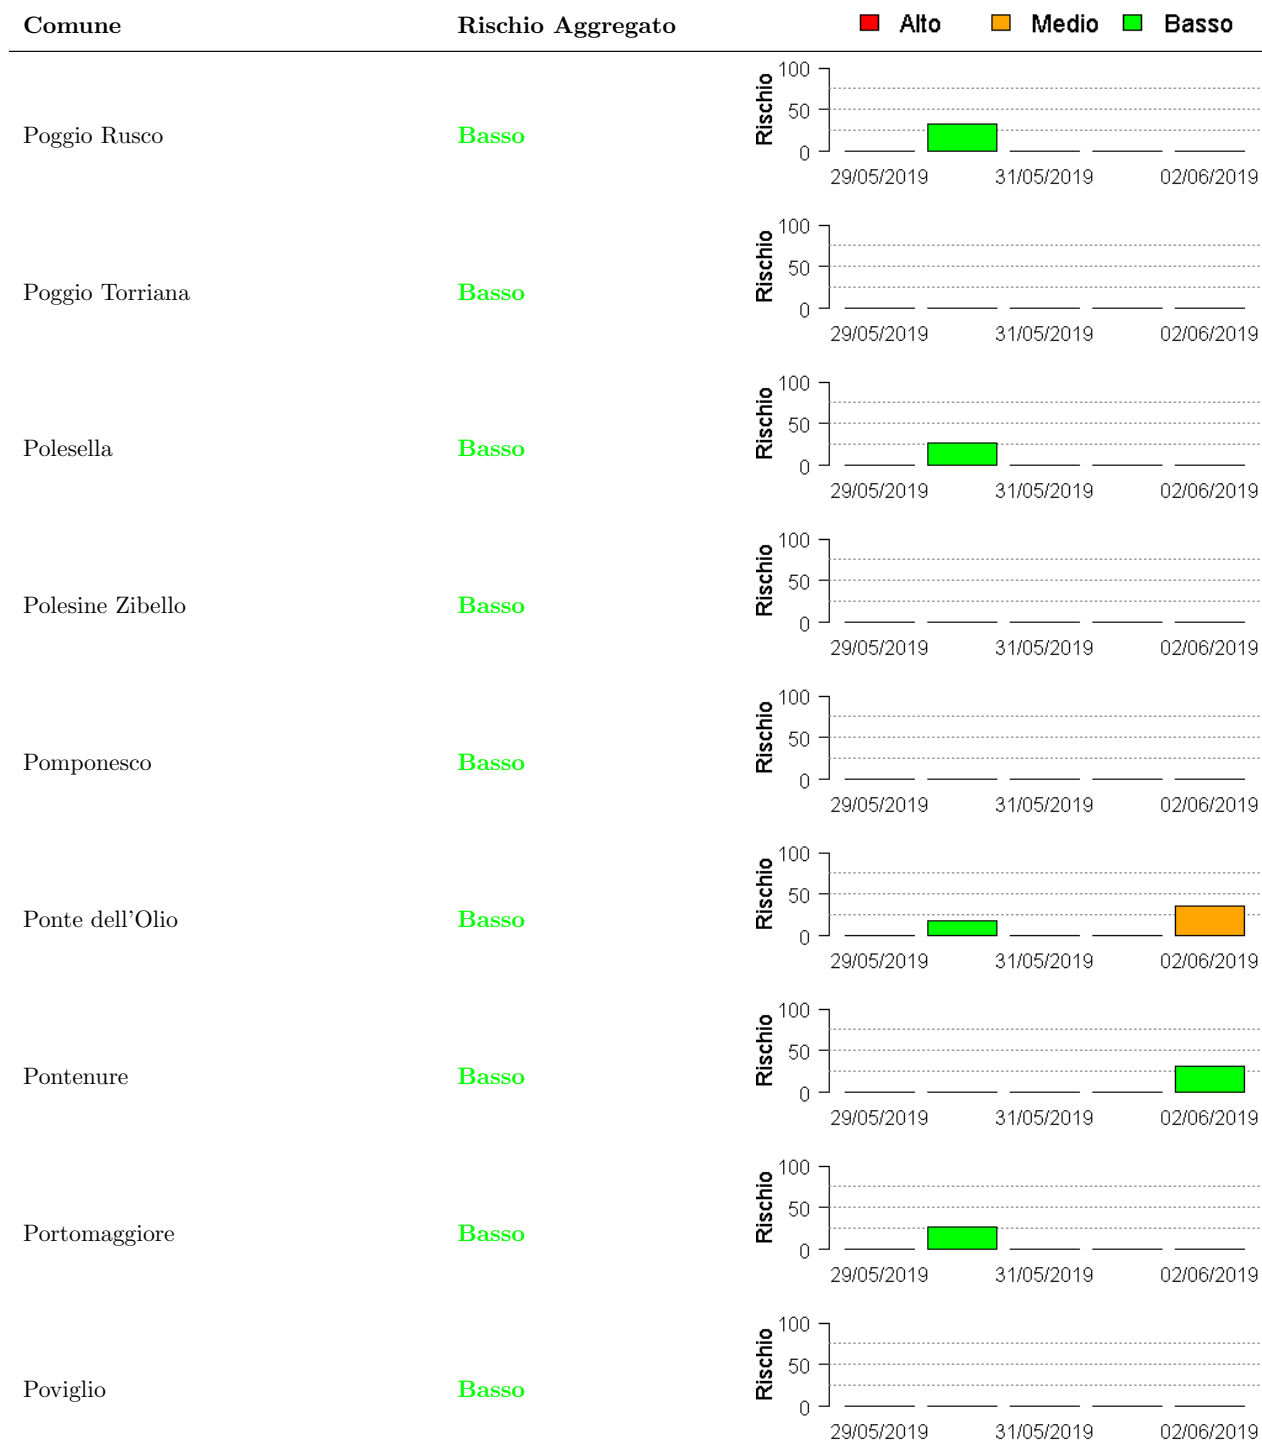 Comune Rischio Aggregato Alto Medio Basso
Poggio Rusco Basso Rischio 100 50 0
29/05/2019 31/05/2019 02/06/2019
Poggio Torriana Basso Rischio 100 50 0
29/05/2019 31/05/2019 02/06/2019
Polesella Basso Rischio 100 50 0
29/05/2019 31/05/2019 02/06/2019
Polesine Zibello Basso Rischio 100 50 0
29/05/2019 31/05/2019 02/06/2019
Pomponesco Basso Rischio 100 50 0
29/05/2019 31/05/2019 02/06/2019
Ponte dell'Olio Basso Rischio 100 50 0
29/05/2019 31/05/2019 02/06/2019
Pontenure Basso Rischio 100 50 0
29/05/2019 31/05/2019 02/06/2019
Portomaggiore Basso Rischio 100 50 0
29/05/2019 31/05/2019 02/06/2019
Poviglio Basso Rischio 100 50 0
29/05/2019 31/05/2019 02/06/2019